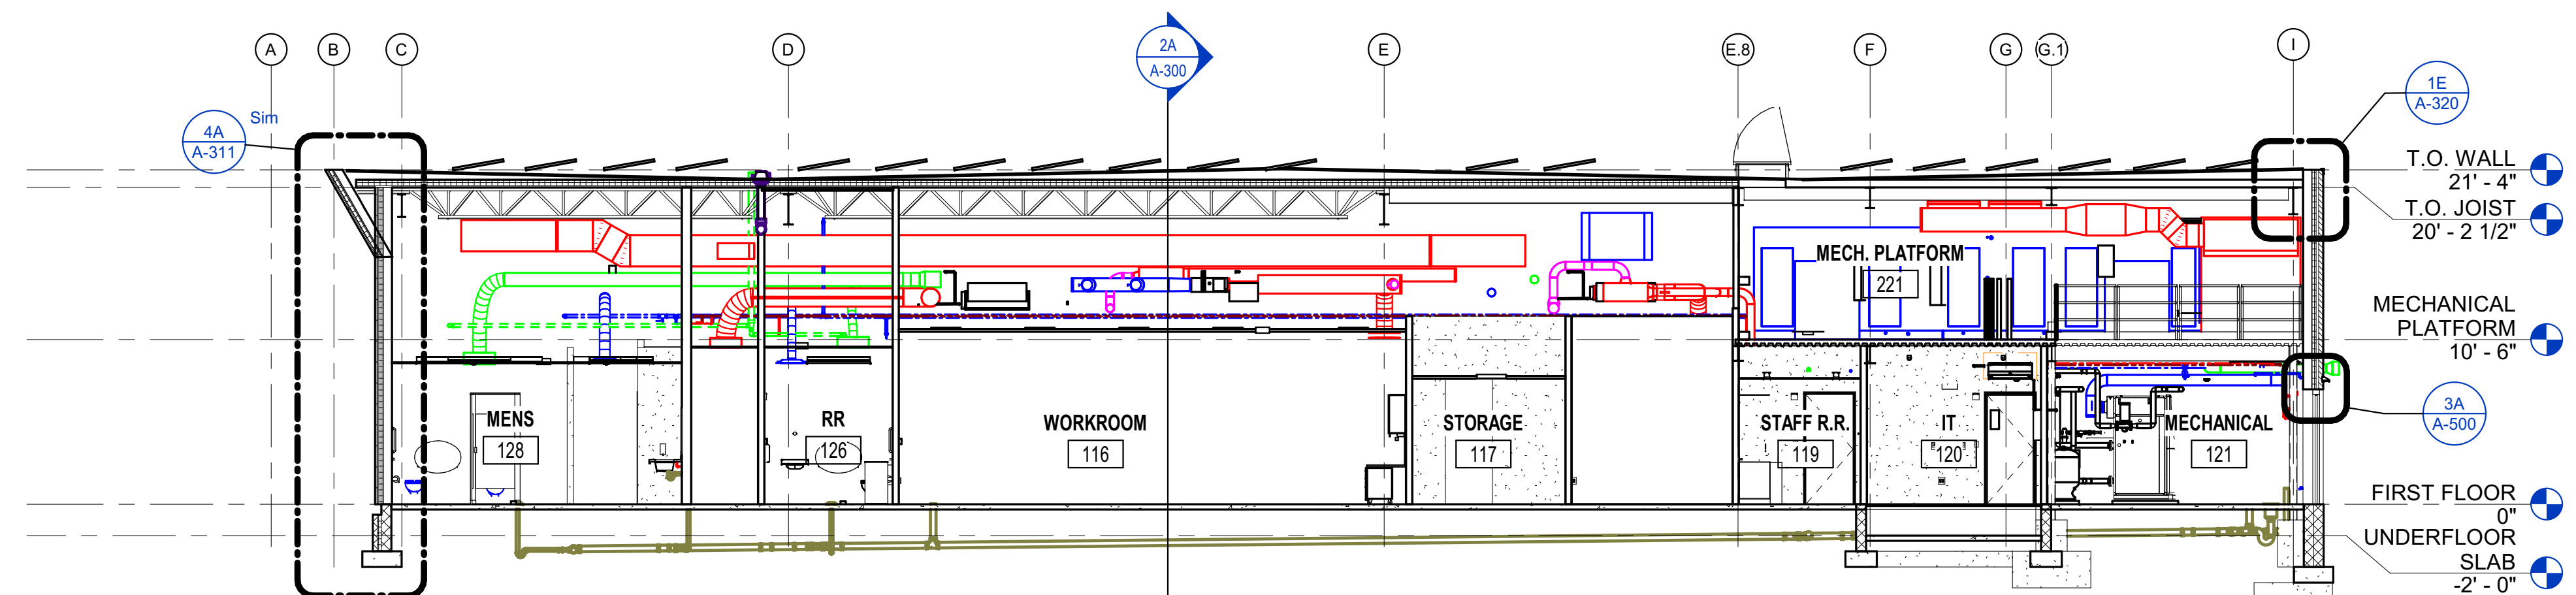 A
B
C
D
2A
A-300
E
E.8
F
G
G.1
I
1E
A-320
4A
A-311
Sim
T.O. WALL
21' - 4"
T.O. JOIST
20' - 2 1/2"
MECH. PLATFORM
221
MECHANICAL
PLATFORM
10' - 6"
MENS
128
RR
126
WORKROOM
116
STORAGE
117
STAFF R.R.
119
IT
120
MECHANICAL
121
3A
A-500
FIRST FLOOR
0"
UNDERFLOOR
SLAB
-2' - 0"